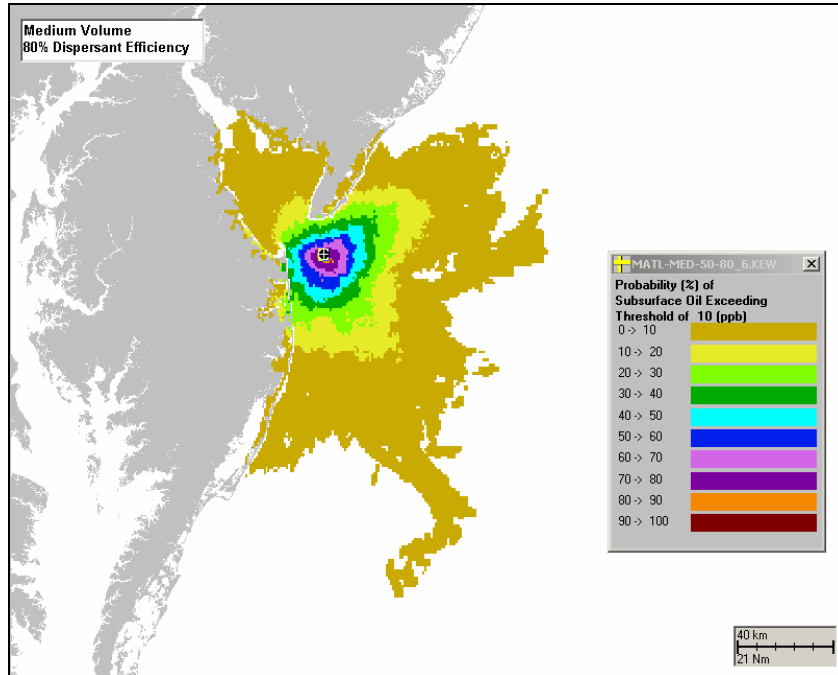 Medium Volume
80% Dispersant Efficiency
MATL-MED-50-80_6.KEW
Probability (%) of
Subsurface Oil Exceeding
Threshold of 10 (ppb)
0 -> 10
10 -> 20
20 -> 30
30 -> 40
40 -> 50
50 -> 60
60 -> 70
70 -> 80
80 -> 90
90 -> 100
40 km
21 Nm